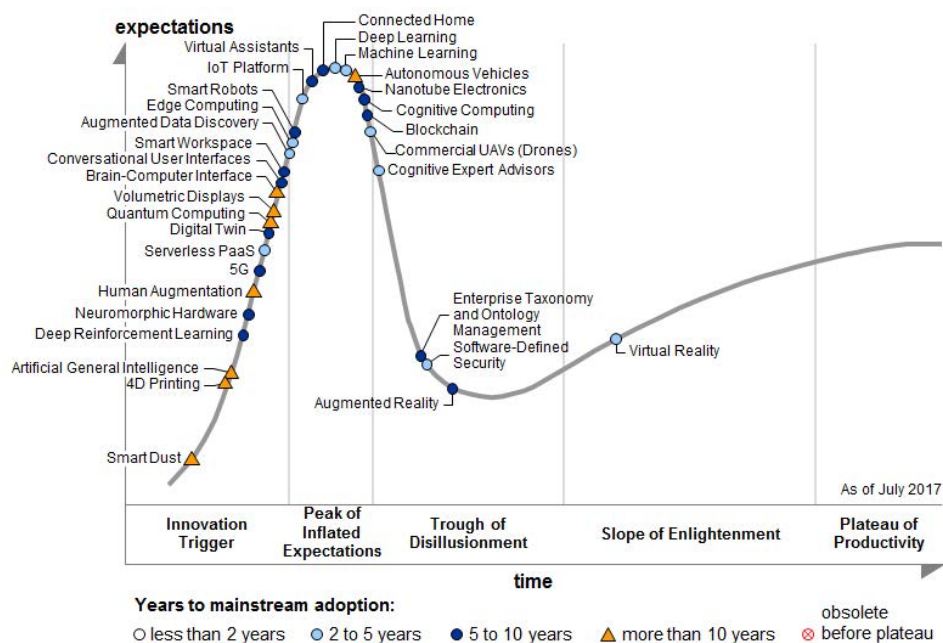 expectations
Connected Home
Deep Learning
Virtual Assistants
Machine Learning
IoT Platform
Autonomous Vehicles
Smart Robots
Nanotube Electronics
Edge Computing
Cognitive Computing
Augmented Data Discovery
Blockchain
Smart Workspace
Commercial UAVs (Drones)
Conversational User Interfaces
Cognitive Expert Advisors
Brain-Computer Interface
Volumetric Displays
Quantum Computing
Digital Twin
Serverless PaaS
5G
Human Augmentation
Neuromorphic Hardware
Deep Reinforcement Learning
Artificial General Intelligence
4D Printing
Smart Dust
Enterprise Taxonomy
and Ontology
Management
Software-Defined
Security
Augmented Reality
Virtual Reality
As of July 2017
Innovation
Trigger
Peak of
Inflated
Expectations
Trough of
Disillusionment
Slope of Enlightenment
Plateau of
Productivity
time
Years to mainstream adoption:
less than 2 years
2 to 5 years
5 to 10 years
more than 10 years
obsolete
before plateau